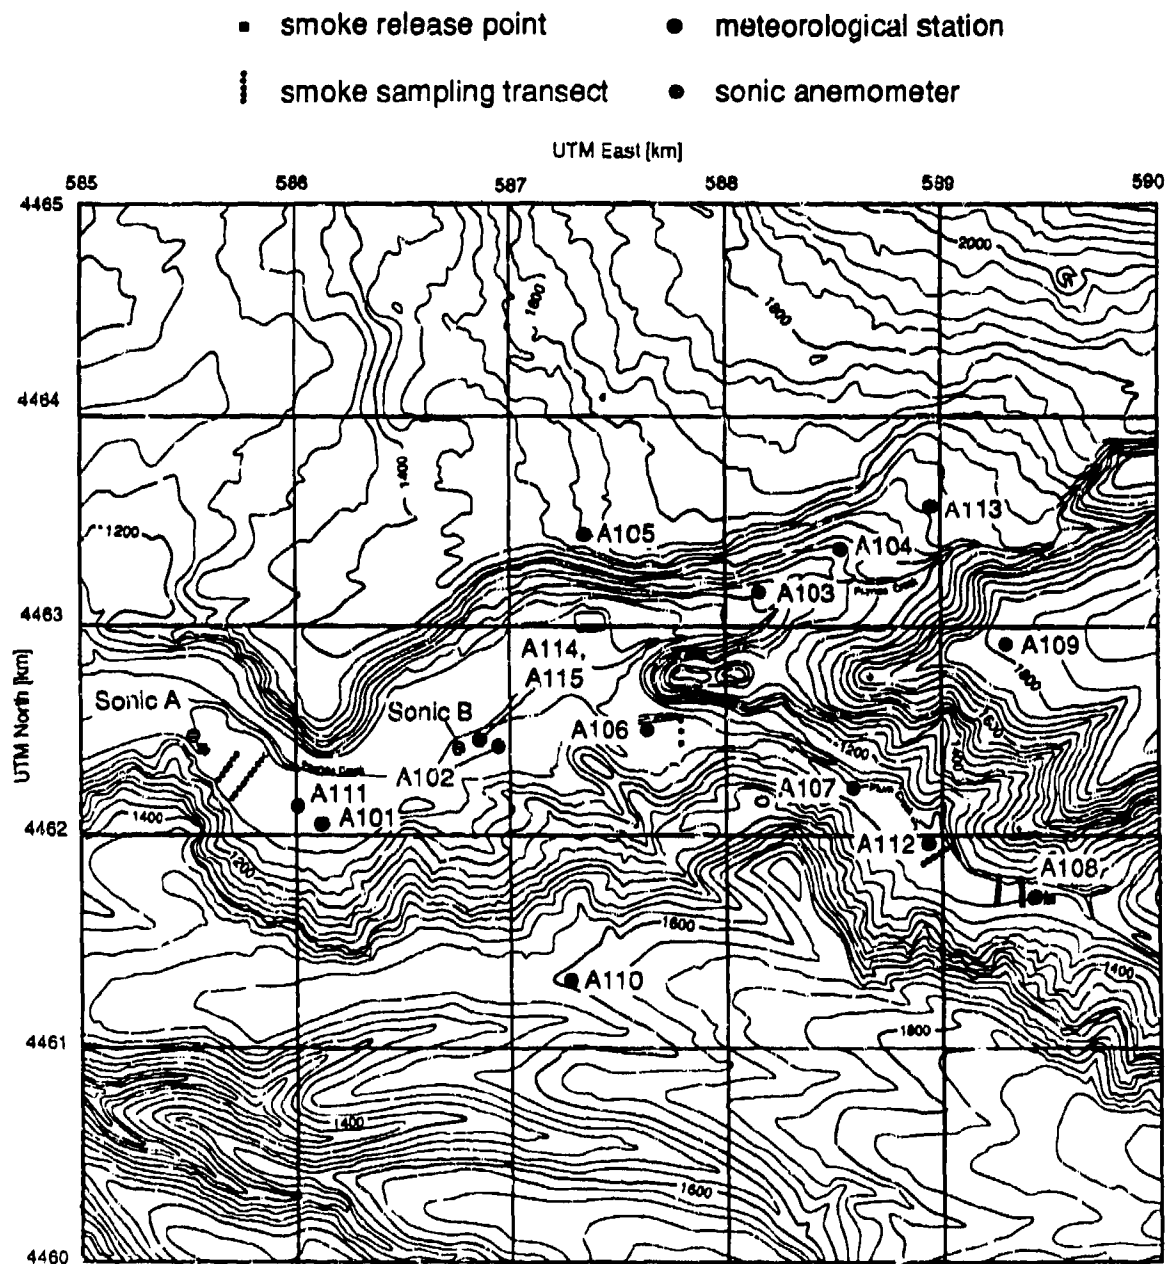 smoke release point
meteorological station
smoke sampling transect
sonic anemometer
UTM East [km]
585 586 587 588 589 590
4465
2000
1800
1800
4464
1400
1200
A105
A113
A104
A103
4463
A109
A114,
A115
1800
Sonic A
Sonic B
A106
1200
UTM North [km]
A102
A107
A111
A101
1400
4462
A112
1200
A108
1600
1400
A110
1800
4461
1400
1600
4460